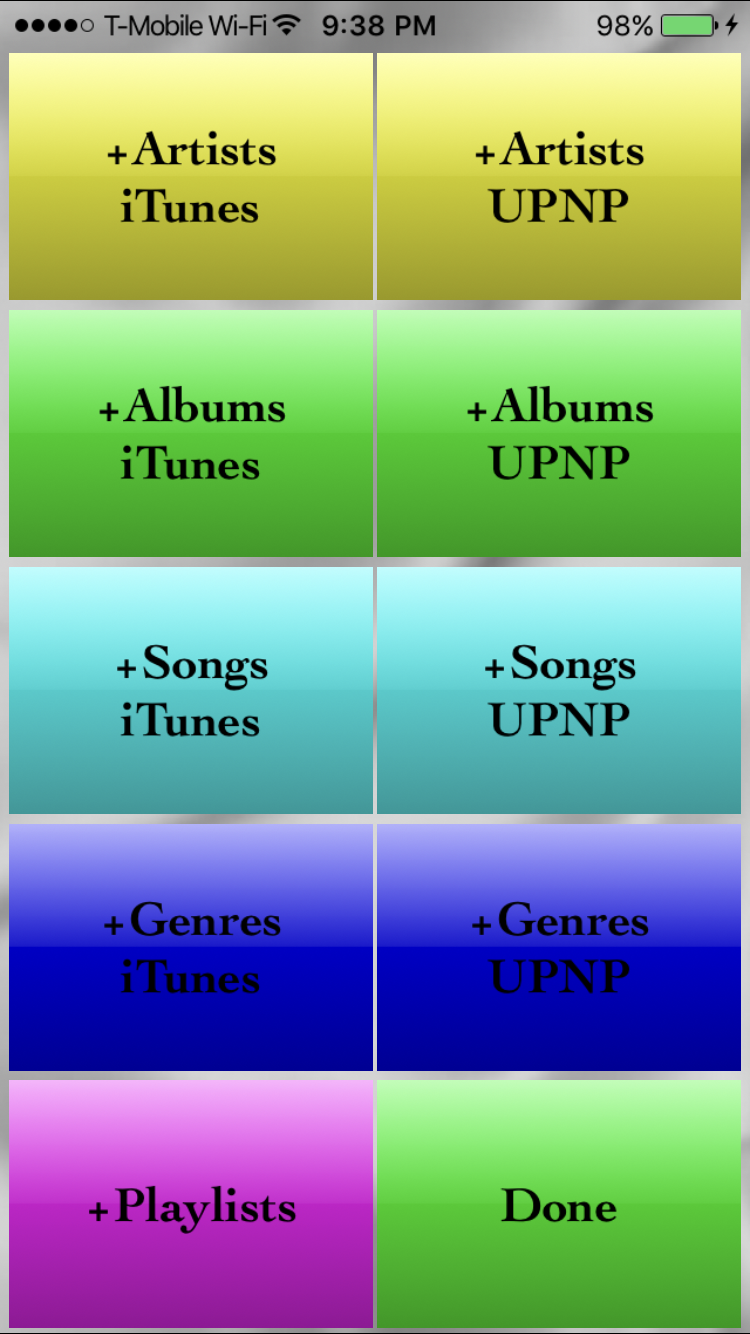 T-Mobile Wi-Fi 9:38 PM 98%
+Artists
iTunes
+Artists
UPNP
+Albums
iTunes
+Albums
UPNP
+Songs
iTunes
+Songs
UPNP
+Genres
iTunes
+Genres
UPNP
+Playlists
Done